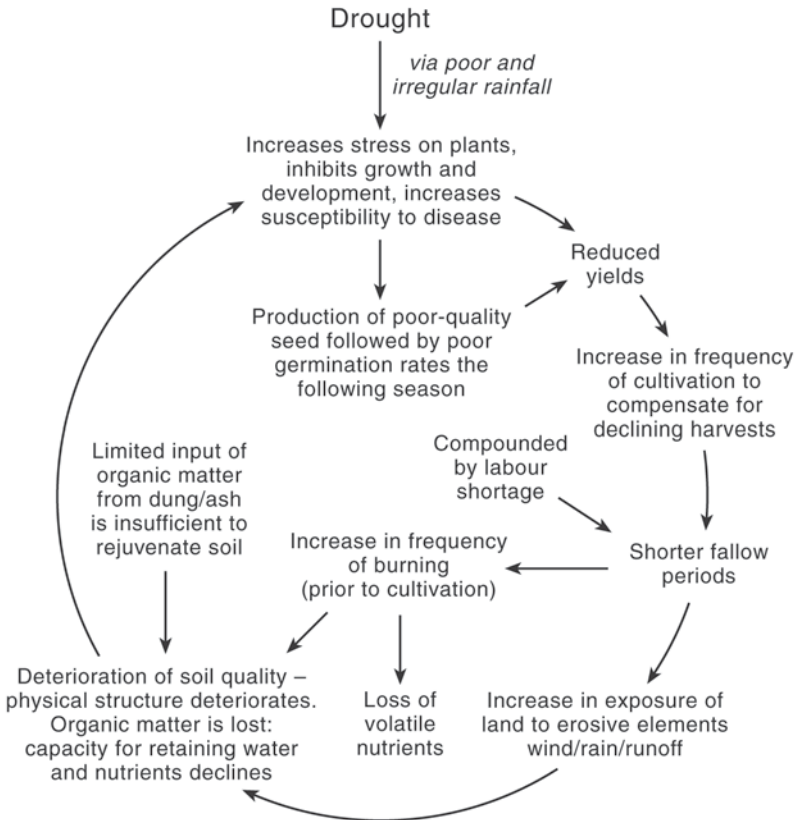 Drought
via poor and
irregular rainfall
Increases stress on plants,
inhibits growth and
development, increases
susceptibility to disease
Reduced
yields
Production of poor-quality
seed followed by poor
germination rates the
following season
Increase in frequency
of cultivation to
compensate for
declining harvests
Limited input of
organic matter
from dung/ash
is insufficient to
rejuvenate soil
Compounded
by labour
shortage
Increase in frequency
of burning
(prior to cultivation)
Shorter fallow
periods
Deterioration of soil quality –
physical structure deteriorates.
Organic matter is lost:
capacity for retaining water
and nutrients declines
Loss of
volatile
nutrients
Increase in exposure of
land to erosive elements
wind/rain/runoff